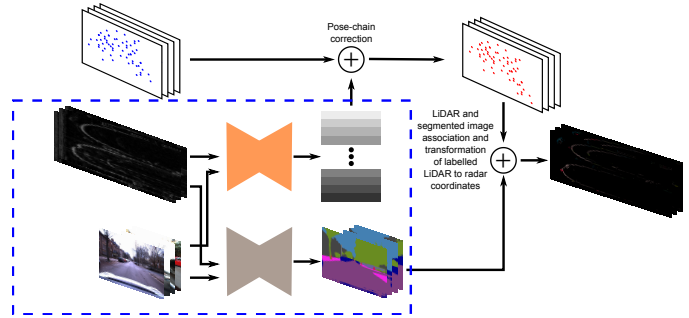 Pose-chain
correction
LiDAR and
segmented image
association and
transformation
of labelled
LiDAR to radar
coordinates